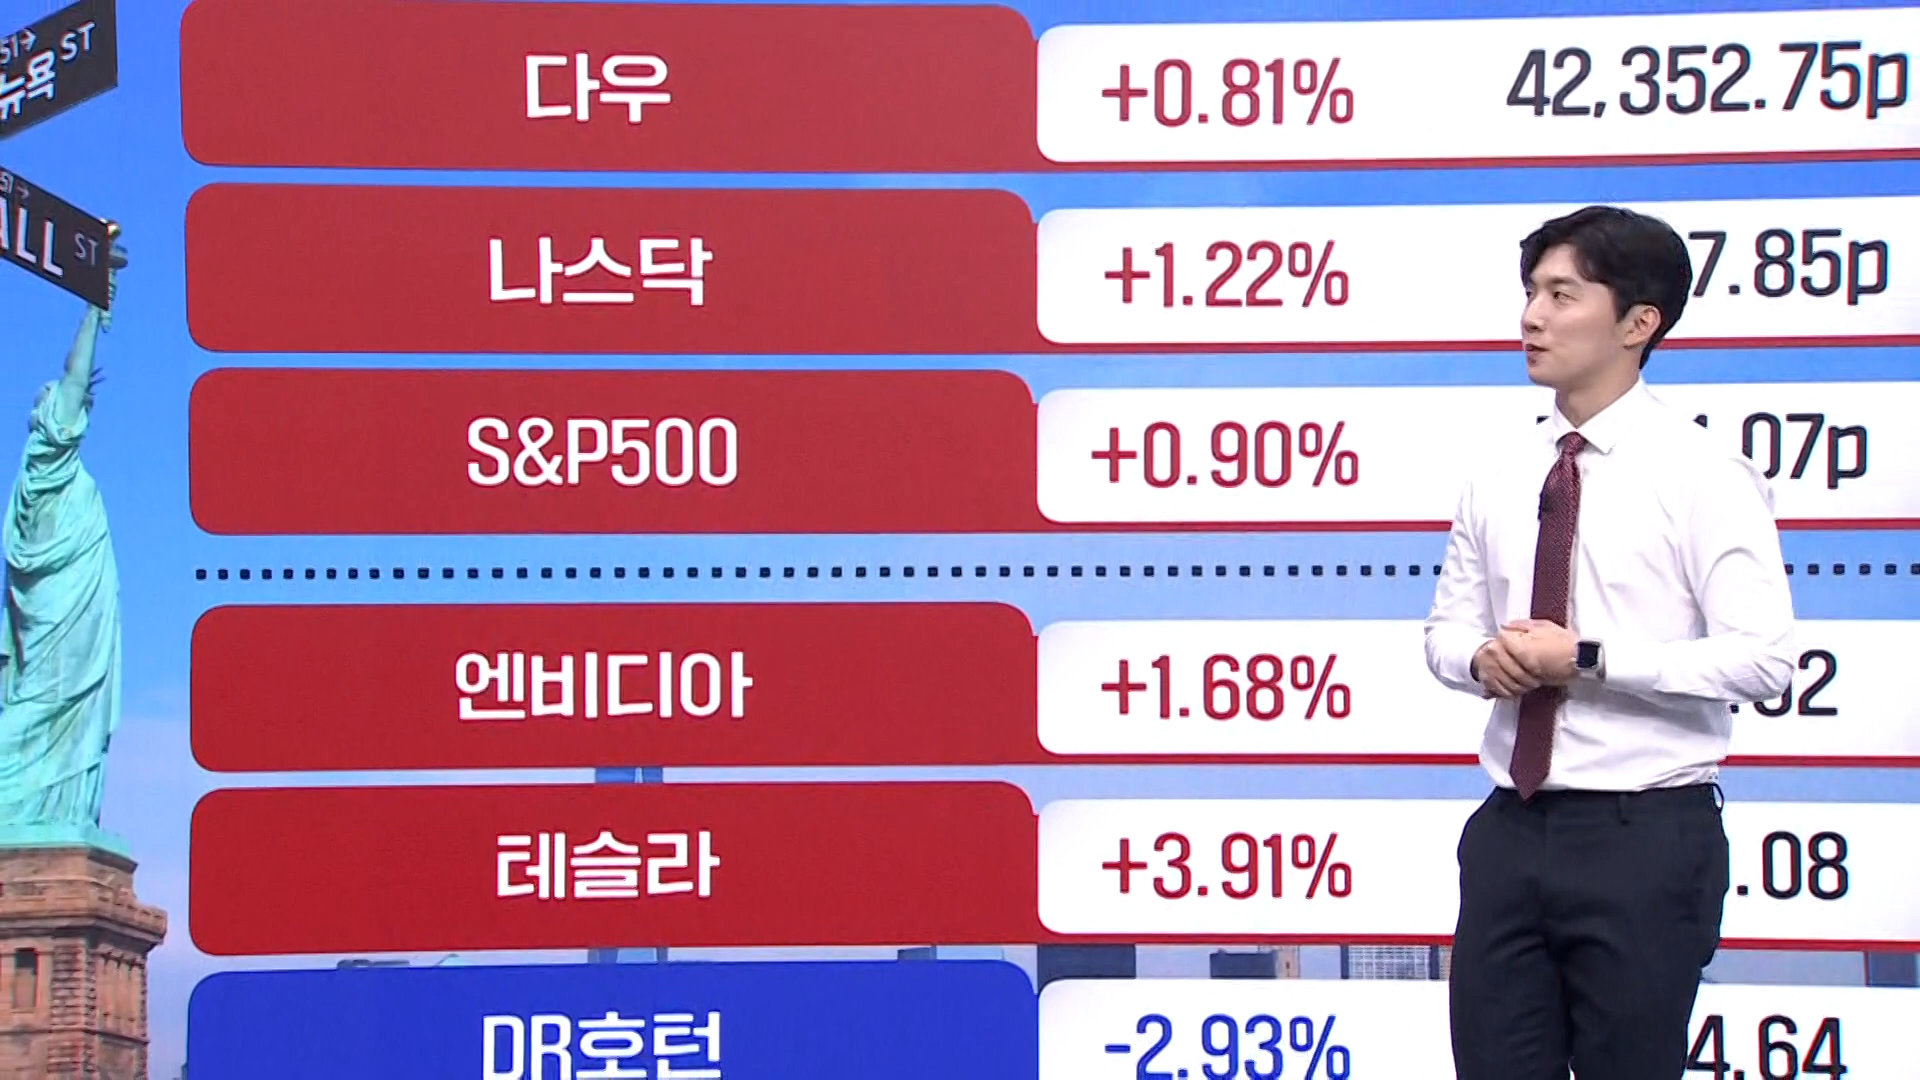 뉴욕 ST
ALL ST
다우 +0.81% 42,352.75p
나스닥 +1.22% 7.85p
S&P500 +0.90% .07p
엔비디아 +1.68%
테슬라 +3.91% .08
DR호턴 -2.93% 4.64